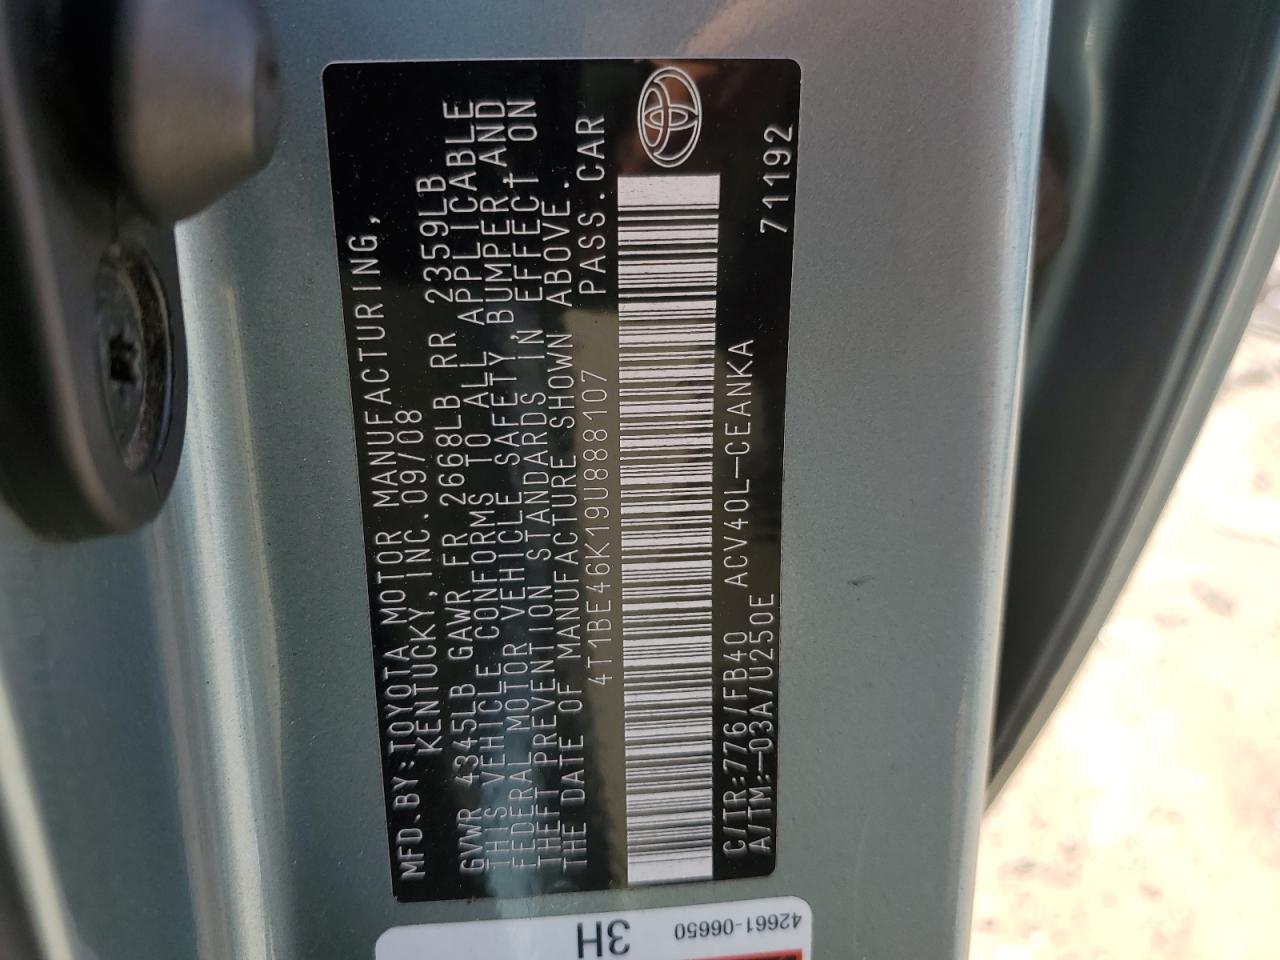 MFD.BY:TOYOTA MOTOR MANUFACTURING,
KENTUCKY,INC.09/08
GVWR 4345LB GAWR FR 2668LB RR 2359LB
THIS VEHICLE CONFORMS TO ALL APPLICABLE
FEDERAL MOTOR VEHICLE SAFETY,BUMPER,AND
THEFT PREVENTION STANDARDS IN EFFECT ON
THE DATE OF MANUFACTURE SHOWN ABOVE.
4T1BE46K19U888107 PASS.CAR
C/TR:776/FB40 ACV40L-CEANKA
A/TM:-03A/U250E 71192
3H
42661-06650